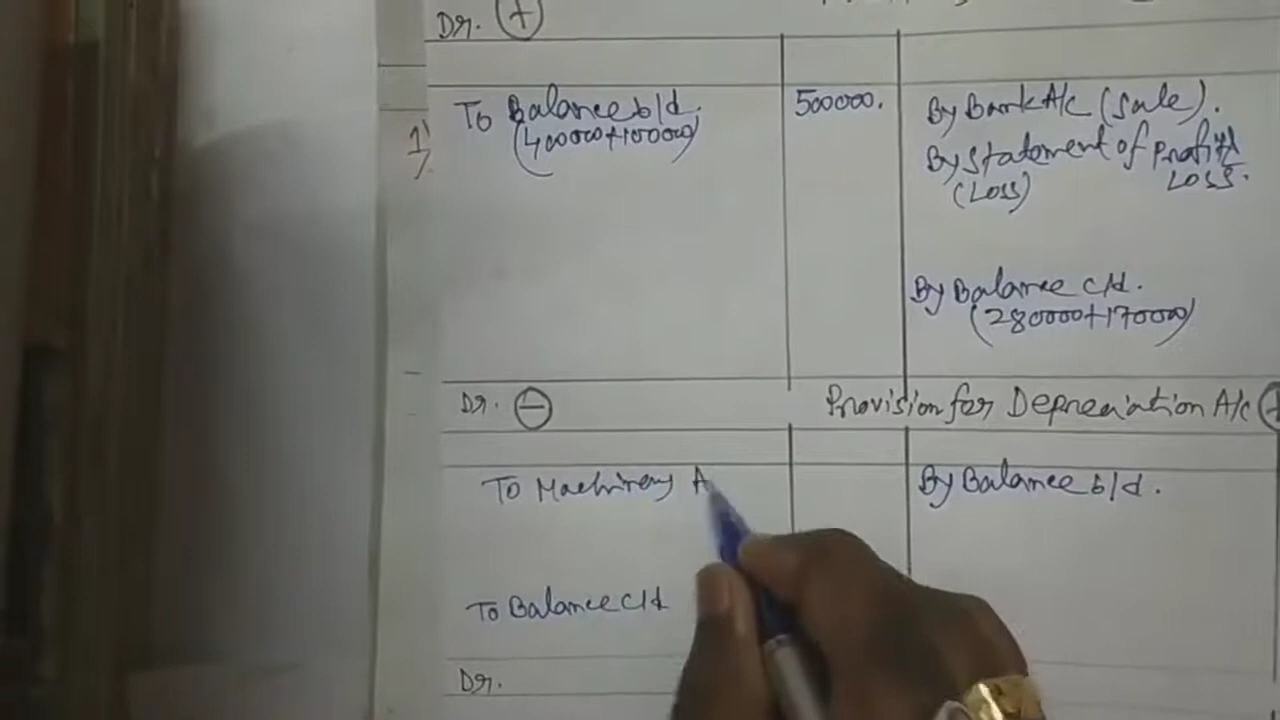 Dr. (+)
To Balance b/d. 500000. By Bank A/c (Sale).
(400000+100000) By Statement of Profit &
(Loss) Loss.
By Balance c/d.
(280000+170000)
Dr. (−) Provision for Depreciation A/c (+
To Machinery A By Balance b/d.
To Balance c/d
Dr.